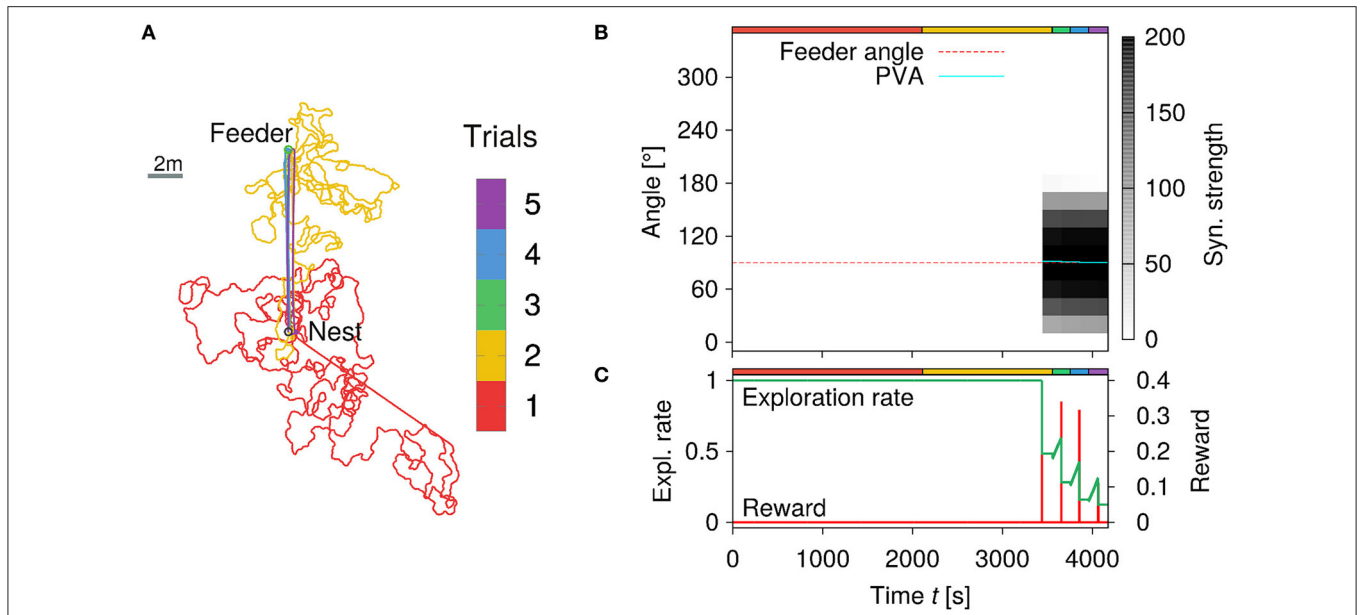 A
Feeder
2m
Nest
Trials
5
4
3
2
1
B
Feeder angle
PVA
300
240
180
120
60
0
Angle [°]
200
150
100
50
0
Syn. strength
C
Exploration rate
Reward
1
0.5
0
Expl. rate
0.4
0.3
0.2
0.1
0
Reward
0 1000 2000 3000 4000
Time t [s]